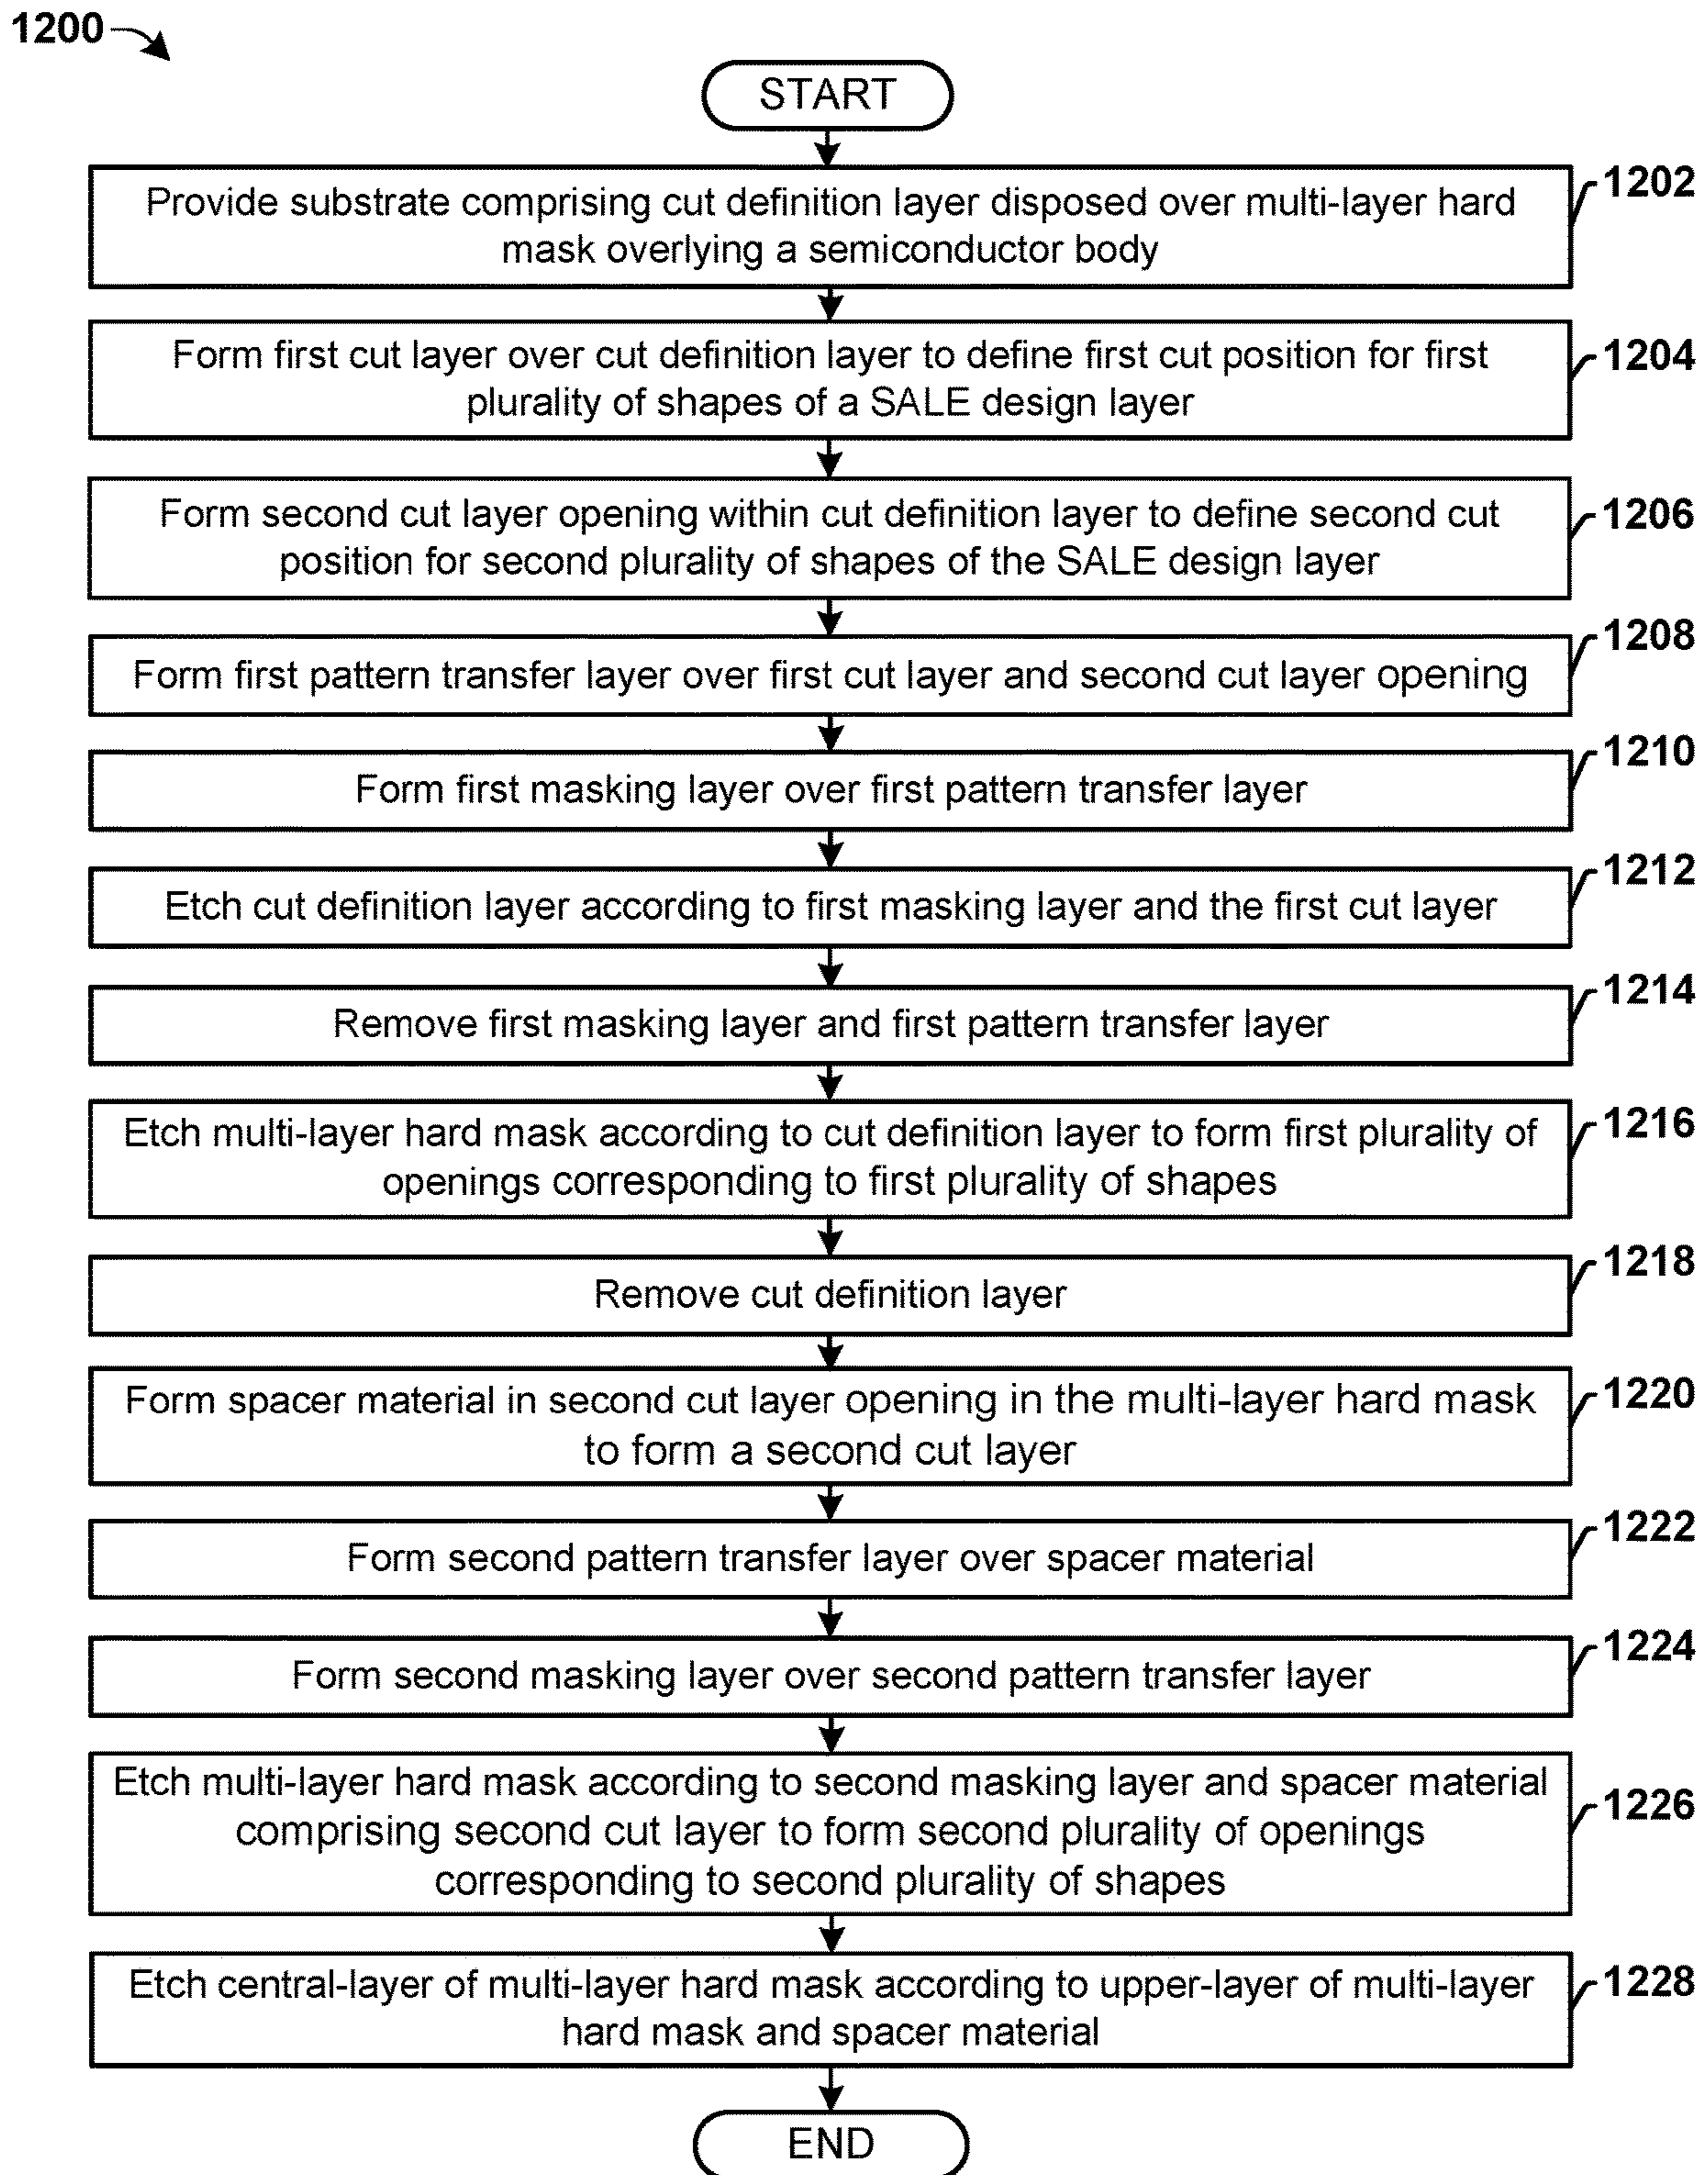 1200
START
Provide substrate comprising cut definition layer disposed over multi-layer hard
mask overlying a semiconductor body
1202
Form first cut layer over cut definition layer to define first cut position for first
plurality of shapes of a SALE design layer
1204
Form second cut layer opening within cut definition layer to define second cut
position for second plurality of shapes of the SALE design layer
1206
Form first pattern transfer layer over first cut layer and second cut layer opening
1208
Form first masking layer over first pattern transfer layer
1210
Etch cut definition layer according to first masking layer and the first cut layer
1212
Remove first masking layer and first pattern transfer layer
1214
Etch multi-layer hard mask according to cut definition layer to form first plurality of
openings corresponding to first plurality of shapes
1216
Remove cut definition layer
1218
Form spacer material in second cut layer opening in the multi-layer hard mask
to form a second cut layer
1220
Form second pattern transfer layer over spacer material
1222
Form second masking layer over second pattern transfer layer
1224
Etch multi-layer hard mask according to second masking layer and spacer material
comprising second cut layer to form second plurality of openings
corresponding to second plurality of shapes
1226
Etch central-layer of multi-layer hard mask according to upper-layer of multi-layer
hard mask and spacer material
1228
END